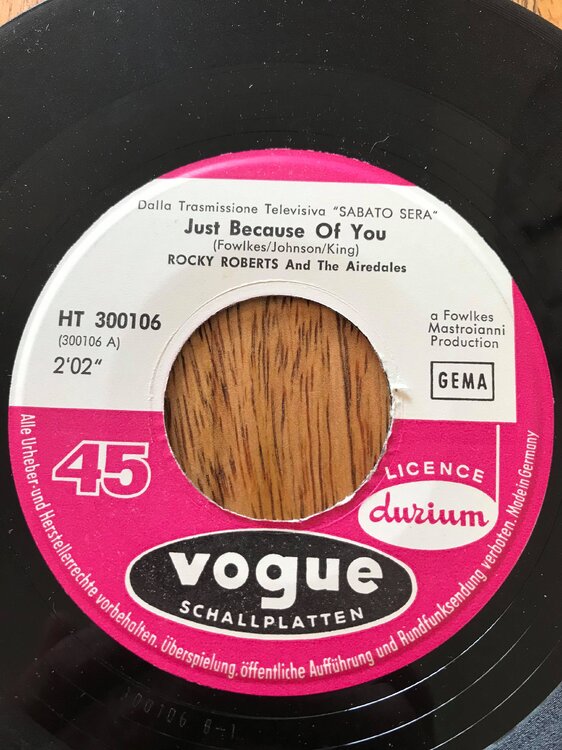 Dalla Trasmissione Televisiva "SABATO SERA"
Just Because Of You
(Fowlkes/Johnson/King)
ROCKY ROBERTS And The Airedales
HT 300106
(300106 A)
2'02"
a Fowlkes
Mastroianni
Production
GEMA
45
LICENCE
durium
vogue
SCHALLPLATTEN
Alle Urheber-und Herstellerrechte vorbehalten. Überspielung, öffentliche Aufführung und Rundfunksendung verboten. Made in Germany